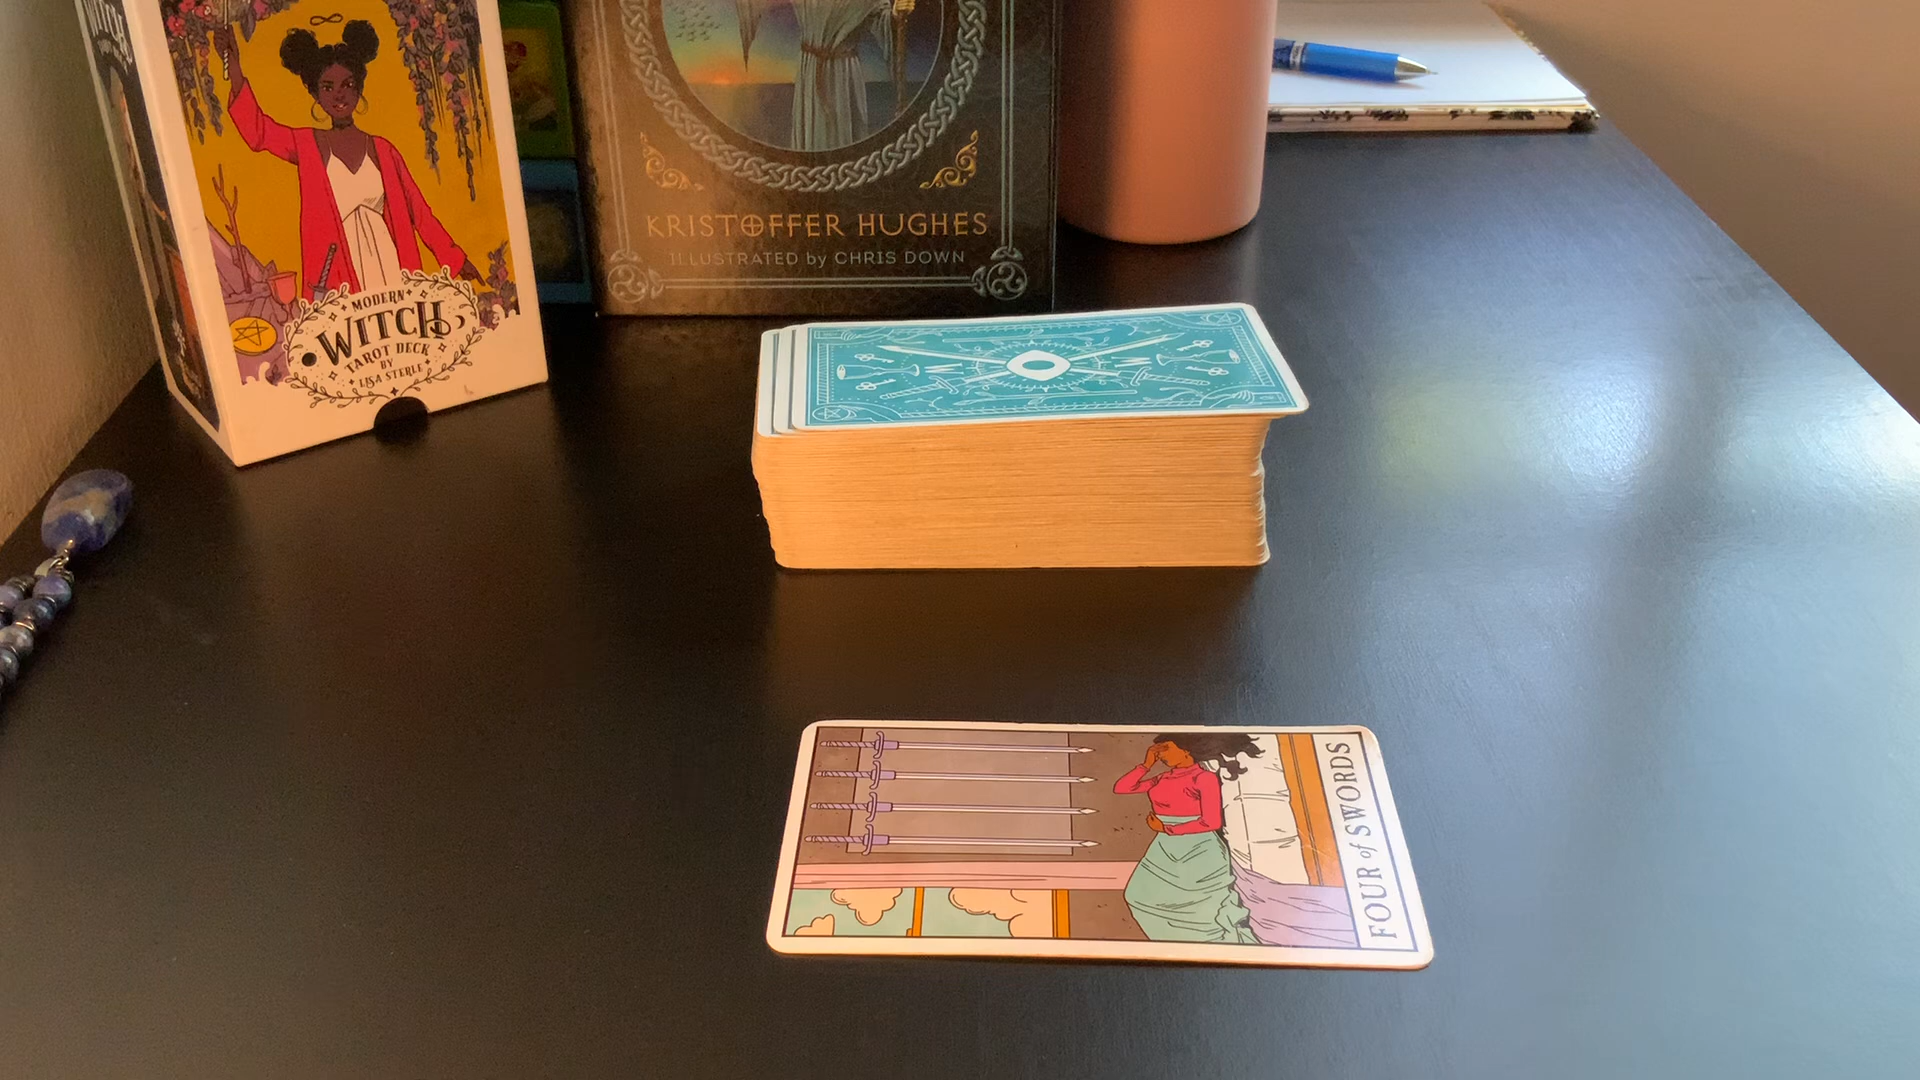 MODERN
WITCH
TAROT DECK
BY
LISA STERLE
KRISTOFFER HUGHES
ILLUSTRATED by CHRIS DOWN
FOUR of SWORDS